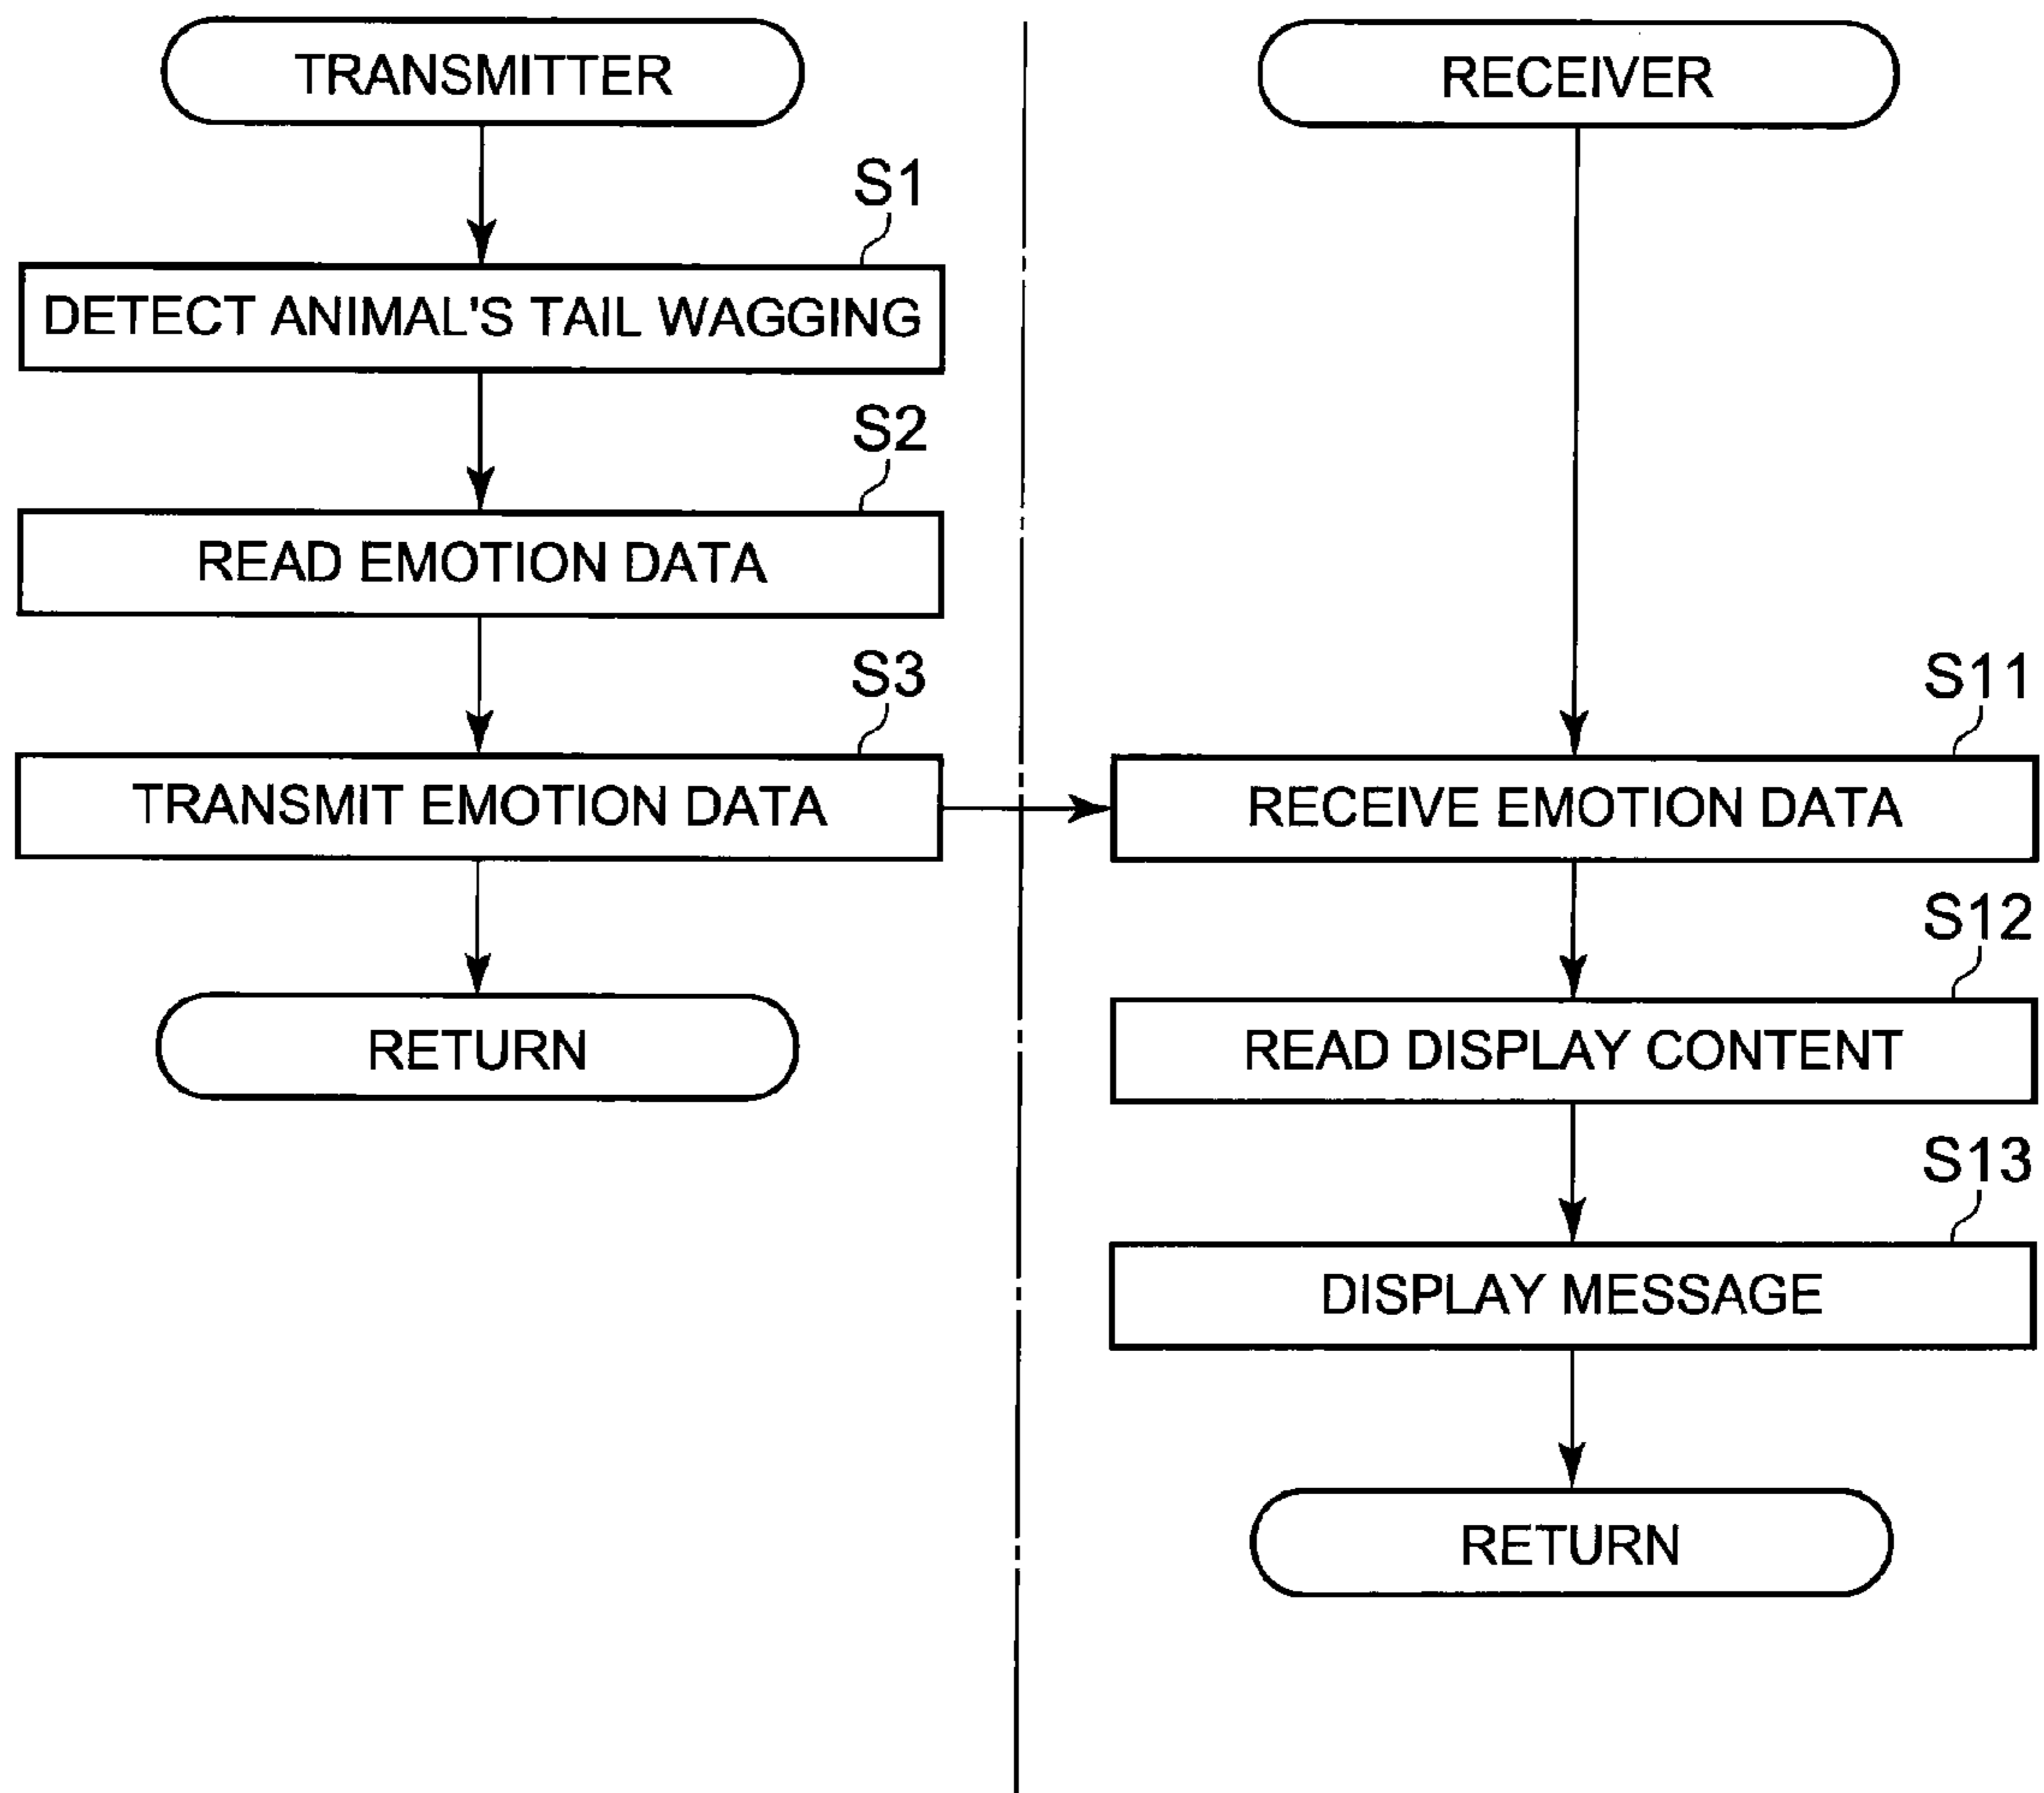 TRANSMITTER
S1
DETECT ANIMAL'S TAIL WAGGING
S2
READ EMOTION DATA
S3
TRANSMIT EMOTION DATA
RETURN
RECEIVER
S11
RECEIVE EMOTION DATA
S12
READ DISPLAY CONTENT
S13
DISPLAY MESSAGE
RETURN